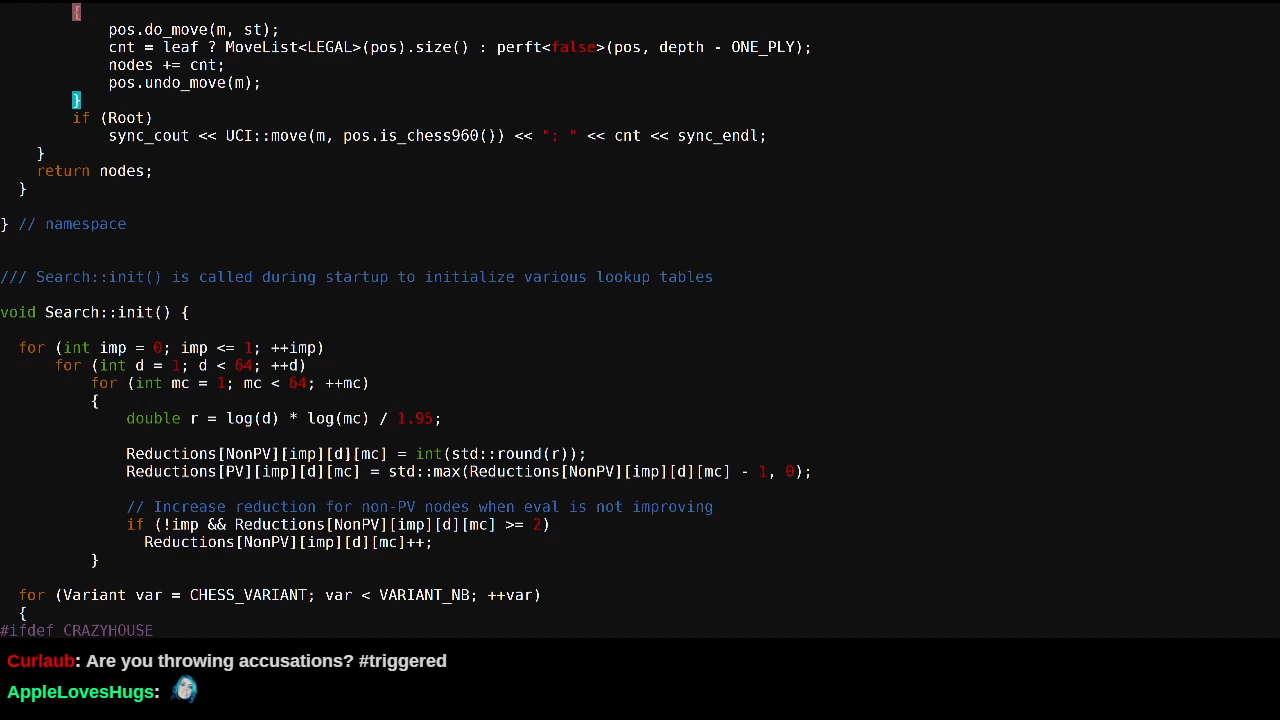 {
pos.do_move(m, st);
cnt = leaf ? MoveList<LEGAL>(pos).size() : perft<false>(pos, depth - ONE_PLY);
nodes += cnt;
pos.undo_move(m);
}
if (Root)
sync_cout << UCI::move(m, pos.is_chess960()) << ": " << cnt << sync_endl;
}
return nodes;
}
} // namespace
/// Search::init() is called during startup to initialize various lookup tables
void Search::init() {
for (int imp = 0; imp <= 1; ++imp)
for (int d = 1; d < 64; ++d)
for (int mc = 1; mc < 64; ++mc)
{
double r = log(d) * log(mc) / 1.95;
Reductions[NonPV][imp][d][mc] = int(std::round(r));
Reductions[PV][imp][d][mc] = std::max(Reductions[NonPV][imp][d][mc] - 1, 0);
// Increase reduction for non-PV nodes when eval is not improving
if (!imp && Reductions[NonPV][imp][d][mc] >= 2)
Reductions[NonPV][imp][d][mc]++;
}
for (Variant var = CHESS_VARIANT; var < VARIANT_NB; ++var)
{
#ifdef CRAZYHOUSE
Curlaub: Are you throwing accusations? #triggered
AppleLovesHugs: